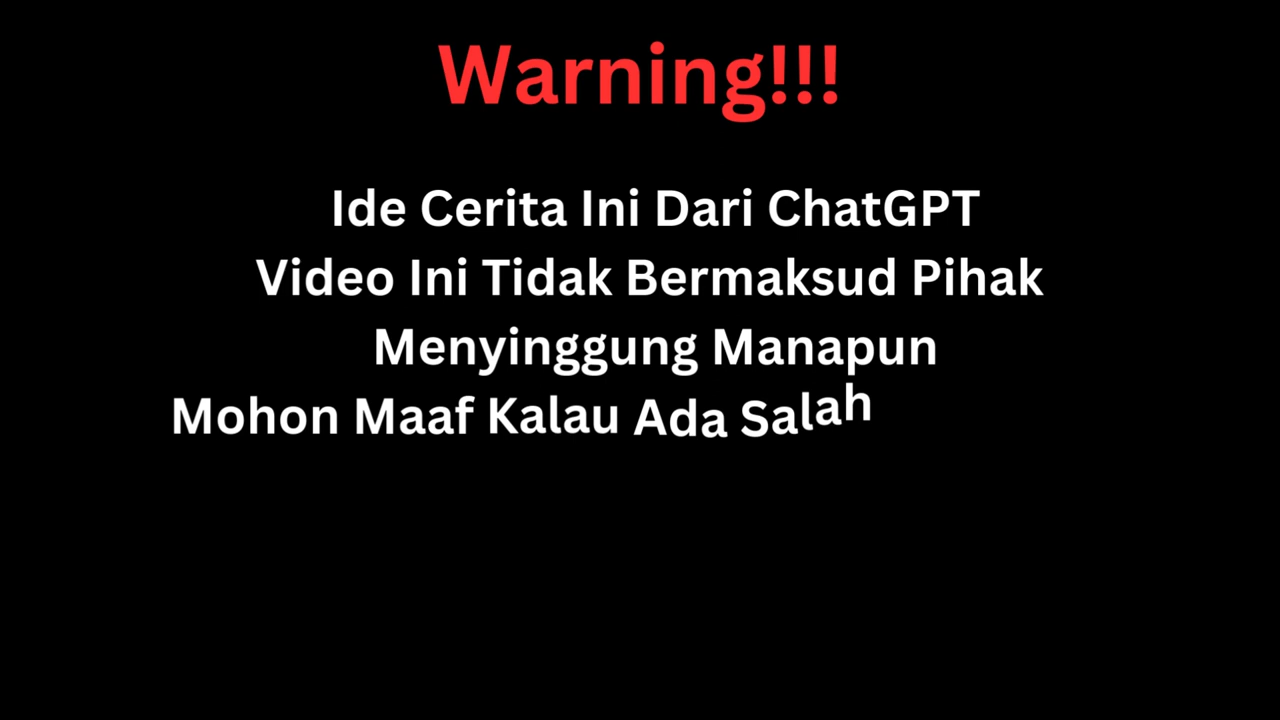 Warning!!!
Ide Cerita Ini Dari ChatGPT
Video Ini Tidak Bermaksud Pihak
Menyinggung Manapun
Mohon Maaf Kalau Ada Salah